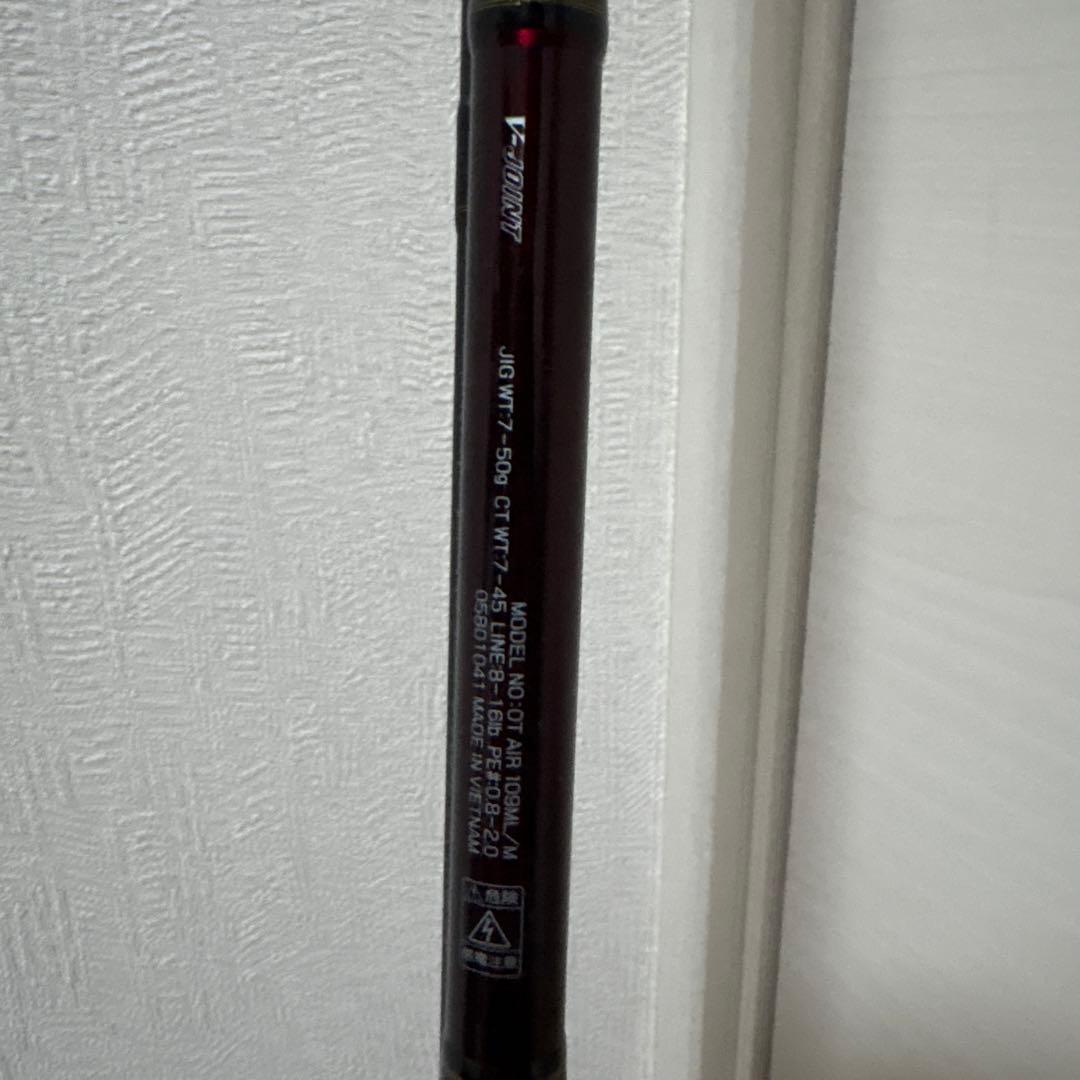 V-JOINT
MODEL NO:OT AIR 109ML/M
JIG WT:7-50g CT WT:7-45 LINE:8-16lb PE#:0.8-2.0
05801041 MADE IN VIETNAM
危険
感電注意